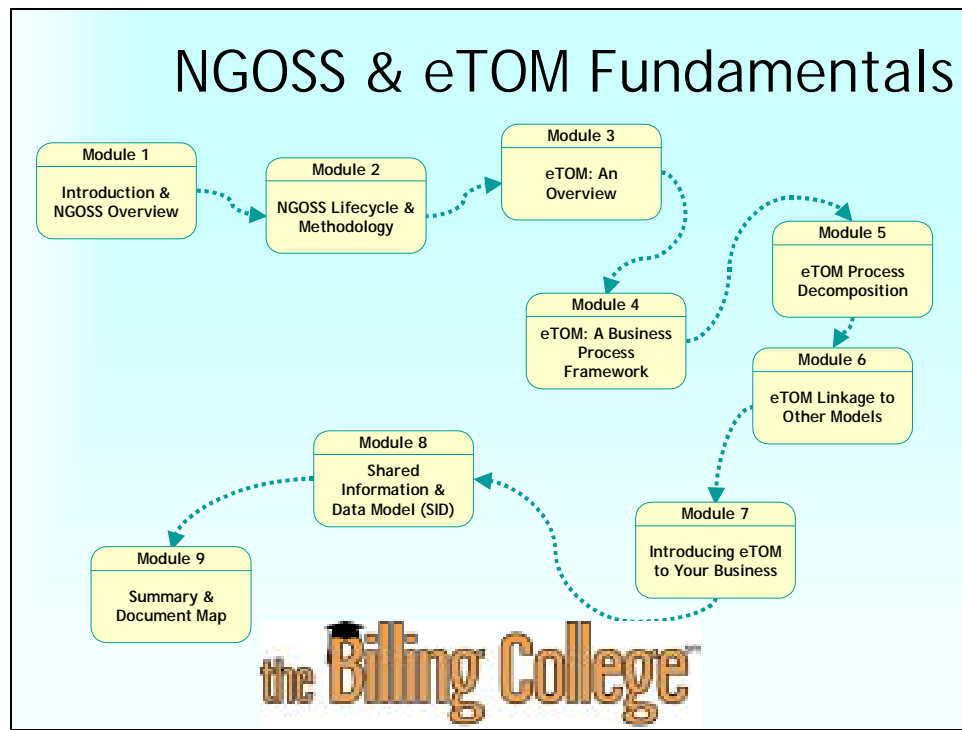 NGOSS & eTOM Fundamentals
Module 1
Introduction &
NGOSS Overview
Module 2
NGOSS Lifecycle &
Methodology
Module 3
eTOM: An
Overview
Module 4
eTOM: A Business
Process
Framework
Module 5
eTOM Process
Decomposition
Module 6
eTOM Linkage to
Other Models
Module 7
Introducing eTOM
to Your Business
Module 8
Shared
Information &
Data Model (SID)
Module 9
Summary &
Document Map
the Billing College